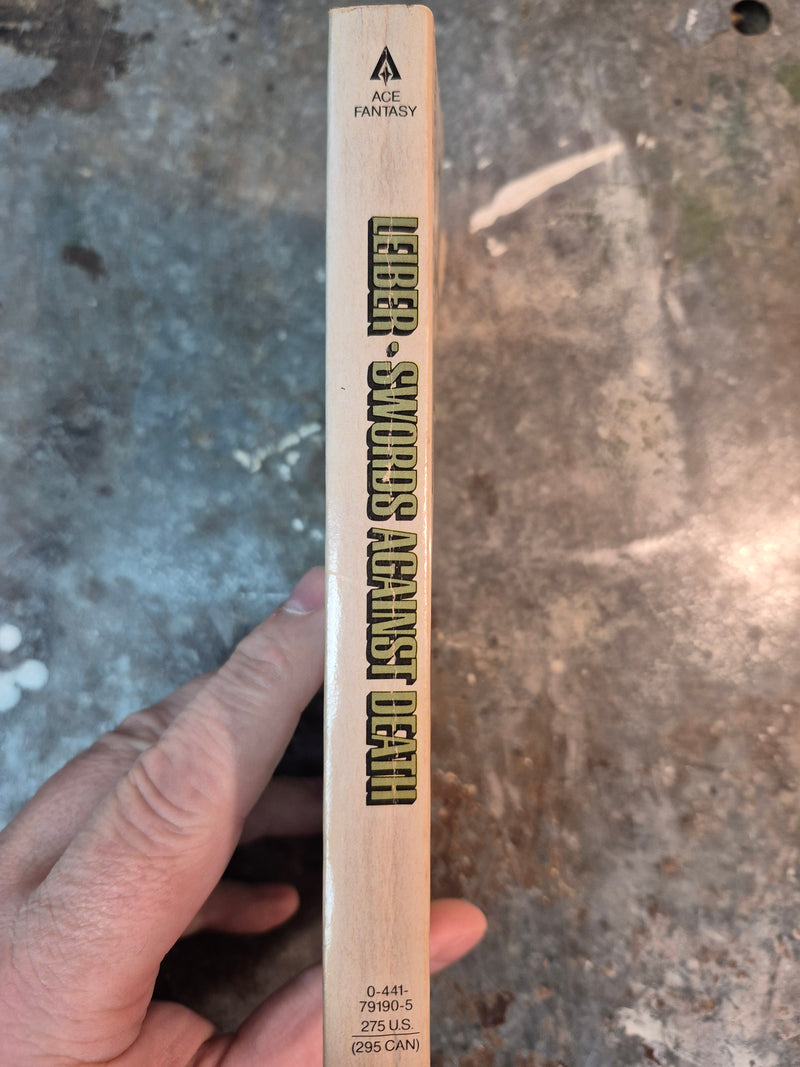 ACE
FANTASY
LEIBER • SWORDS AGAINST DEATH
0-441-
79190-5
275 U.S.
(295 CAN)